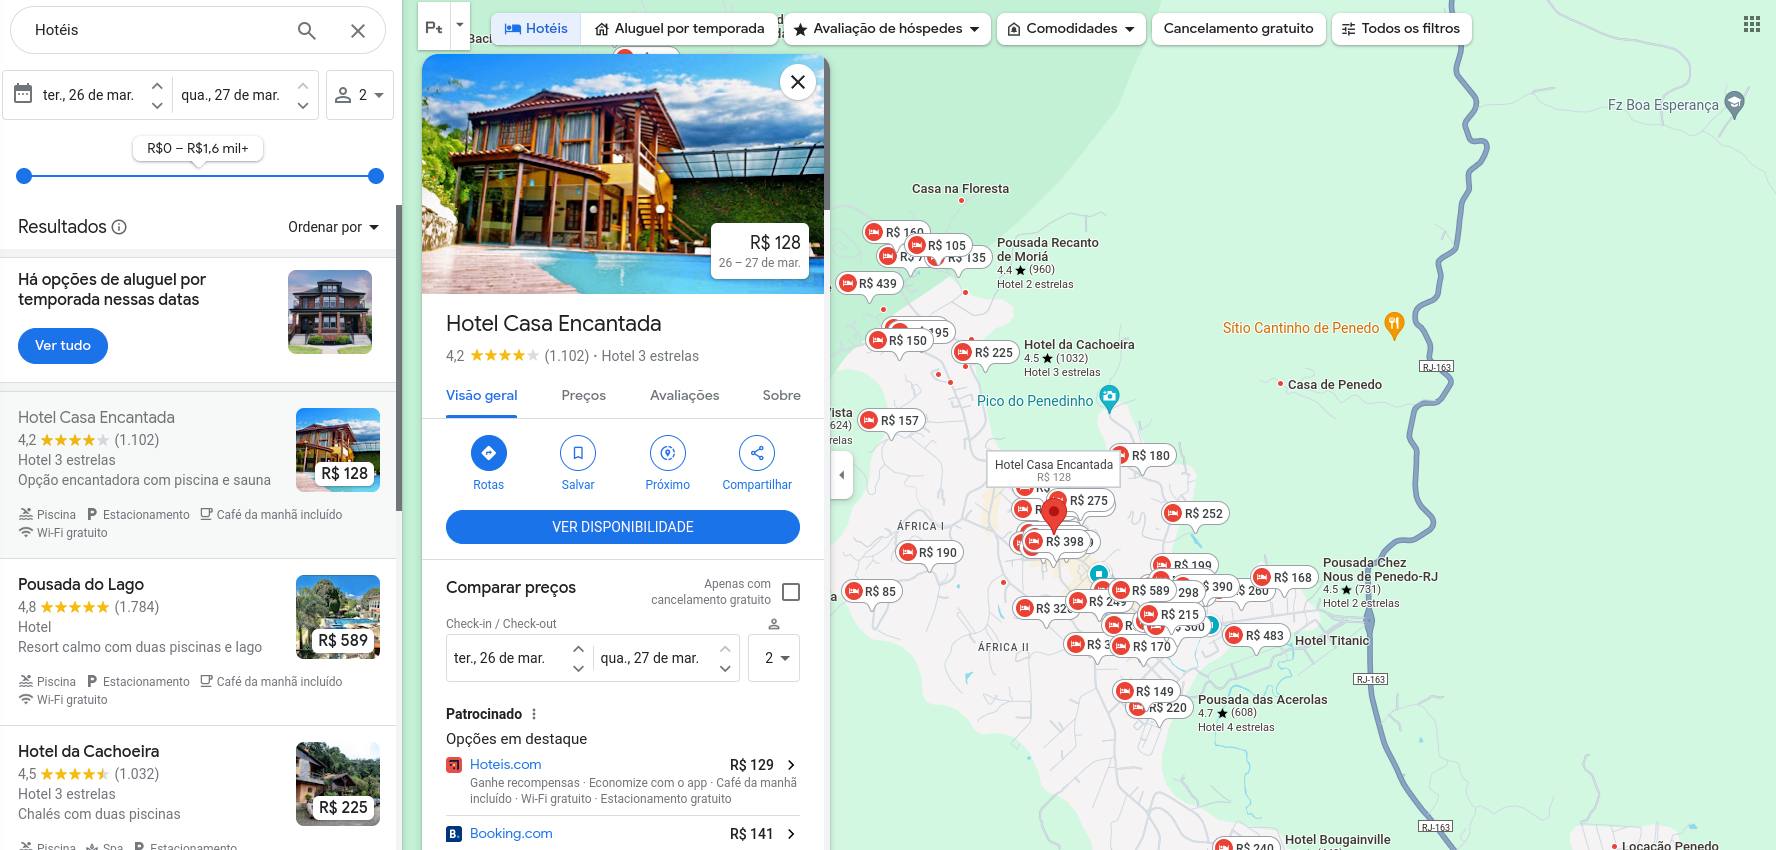 Hotéis
ter., 26 de mar.
qua., 27 de mar.
2
R$0 – R$1,6 mil+
Resultados
Ordenar por
Há opções de aluguel por
temporada nessas datas
Ver tudo
Hotel Casa Encantada
4,2 (1.102)
Hotel 3 estrelas
Opção encantadora com piscina e sauna
R$ 128
Piscina Estacionamento Café da manhã incluído
Wi-Fi gratuito
Pousada do Lago
4,8 (1.784)
Hotel
Resort calmo com duas piscinas e lago
R$ 589
Piscina Estacionamento Café da manhã incluído
Wi-Fi gratuito
Hotel da Cachoeira
4,5 (1.032)
Hotel 3 estrelas
Chalés com duas piscinas
R$ 225
Piscina Spa Estacionamento
Hotéis
Aluguel por temporada
Avaliação de hóspedes
Comodidades
Cancelamento gratuito
Todos os filtros
R$ 128
26 – 27 de mar.
Hotel Casa Encantada
4,2 (1.102) · Hotel 3 estrelas
Visão geral Preços Avaliações Sobre
Rotas Salvar Próximo Compartilhar
VER DISPONIBILIDADE
Comparar preços
Apenas com
cancelamento gratuito
Check-in / Check-out
ter., 26 de mar.
qua., 27 de mar.
2
Patrocinado
Opções em destaque
Hoteis.com R$ 129
Ganhe recompensas · Economize com o app · Café da manhã
incluído · Wi-Fi gratuito · Estacionamento gratuito
B. Booking.com R$ 141
Fz Boa Esperança
Casa na Floresta
R$ 160
R$ 105
R$ 135
Pousada Recanto
de Moriá
4.4 (960)
Hotel 2 estrelas
R$ 439
R$ 150
195
R$ 225
Hotel da Cachoeira
4.5 (1032)
Hotel 3 estrelas
Sítio Cantinho de Penedo
RJ-163
Casa de Penedo
Pico do Penedinho
R$ 157
R$ 180
Hotel Casa Encantada
R$ 128
R$ 275
R$ 252
ÁFRICA I
R$ 398
R$ 190
R$ 199
R$ 85
R$ 589
298
R$ 390
R$ 260
R$ 168
Pousada Chez
Nous de Penedo-RJ
4.5 (731)
Hotel 2 estrelas
R$ 249
R$ 215
R$ 300
R$ 483
Hotel Titanic
ÁFRICA II
R$ 170
RJ-163
R$ 149
R$ 220
Pousada das Acerolas
4.7 (608)
Hotel 4 estrelas
RJ-163
R$ 240
Hotel Bougainville
Locação Penedo